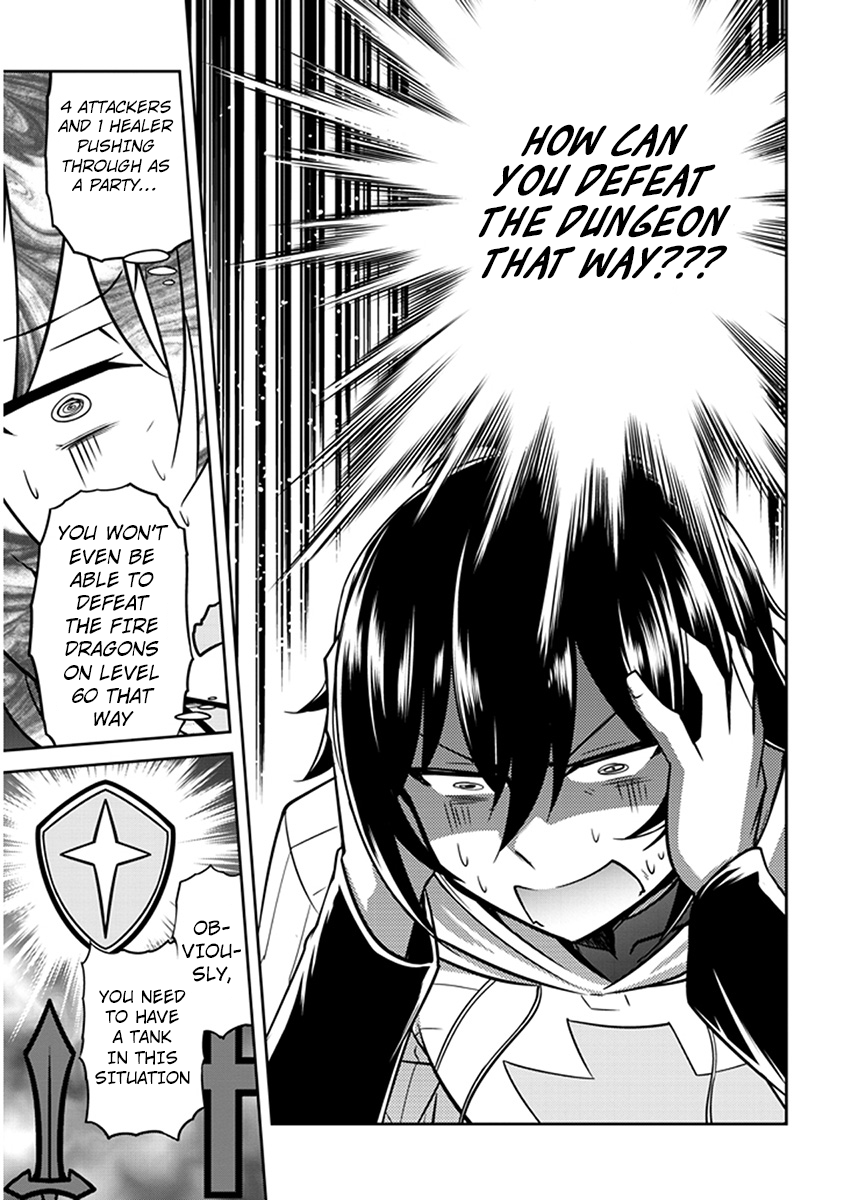 HOW CAN
YOU DEFEAT
THE DUNGEON
THAT WAY???
4 ATTACKERS
AND 1 HEALER
PUSHING
THROUGH AS
A PARTY...
YOU WON'T
EVEN BE
ABLE TO
DEFEAT
THE FIRE
DRAGONS
ON LEVEL
60 THAT
WAY
OB-
VIOU-
SLY,
YOU NEED
TO HAVE
A TANK
IN THIS
SITUATION